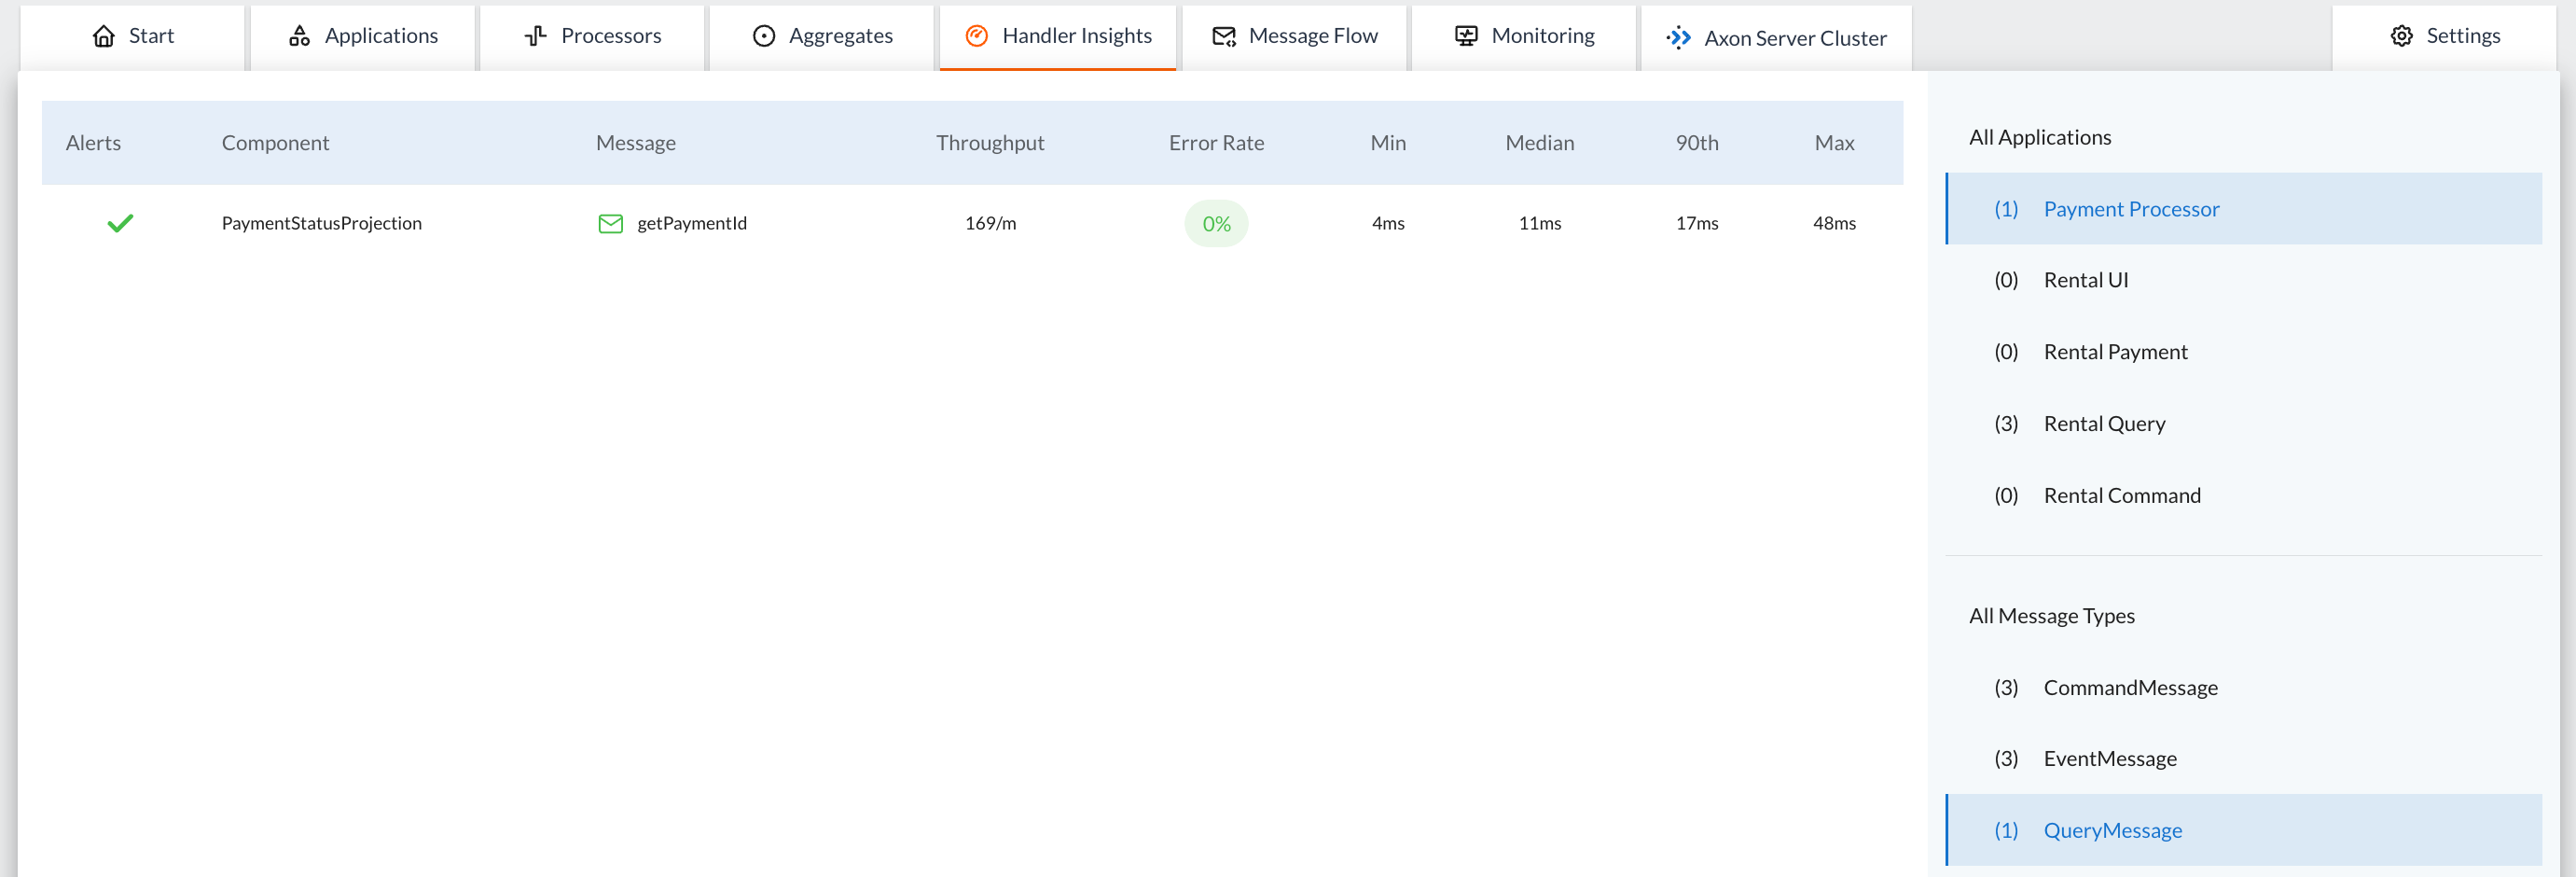 Start Applications Processors Aggregates Handler Insights Message Flow Monitoring Axon Server Cluster Settings
Alerts Component Message Throughput Error Rate Min Median 90th Max
PaymentStatusProjection getPaymentId 169/m 0% 4ms 11ms 17ms 48ms
All Applications
(1) Payment Processor
(0) Rental UI
(0) Rental Payment
(3) Rental Query
(0) Rental Command
All Message Types
(3) CommandMessage
(3) EventMessage
(1) QueryMessage